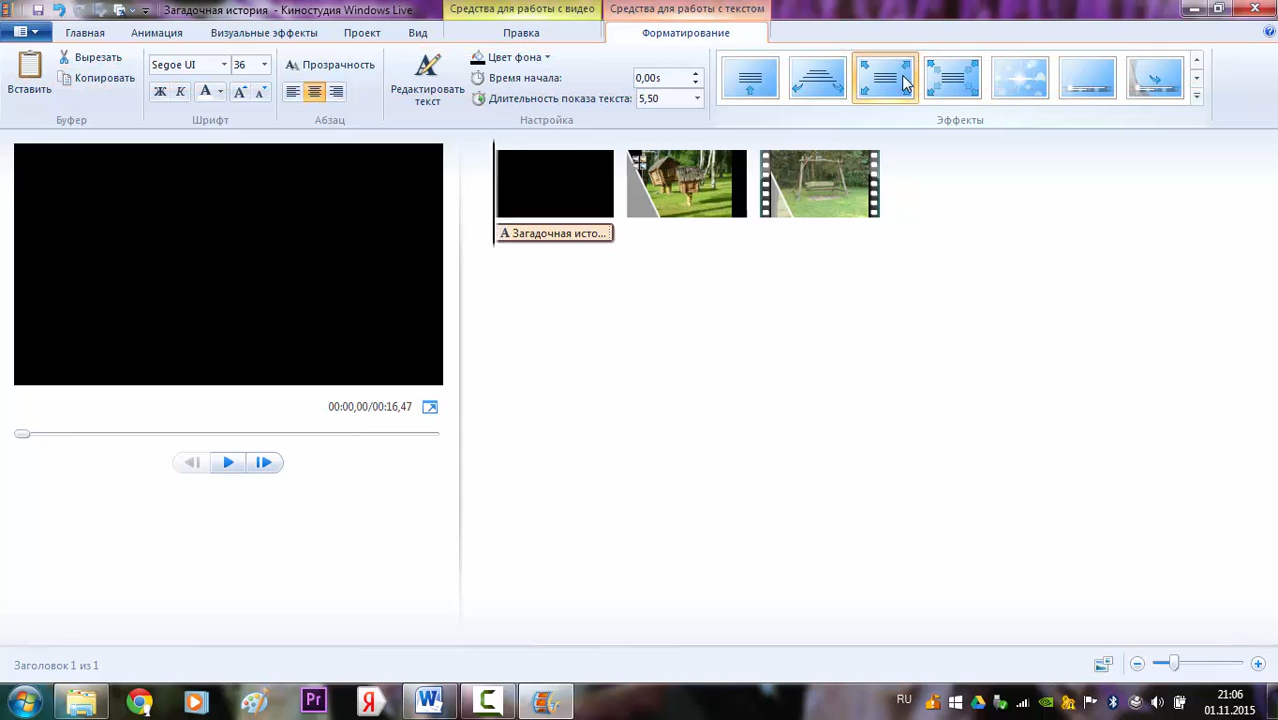 Загадочная история - Киностудия Windows Live
Средства для работы с видео
Средства для работы с текстом
Главная
Анимация
Визуальные эффекты
Проект
Вид
Правка
Форматирование
Вставить
Вырезать
Копировать
Буфер
Segoe UI
36
Ж К А А А
Шрифт
Прозрачность
Абзац
Редактировать текст
Цвет фона
Время начала: 0,00s
Длительность показа текста: 5,50
Настройка
Эффекты
A Загадочная исто...
00:00,00/00:16,47
Заголовок 1 из 1
Pr
Я
W
C
RU
21:06
01.11.2015